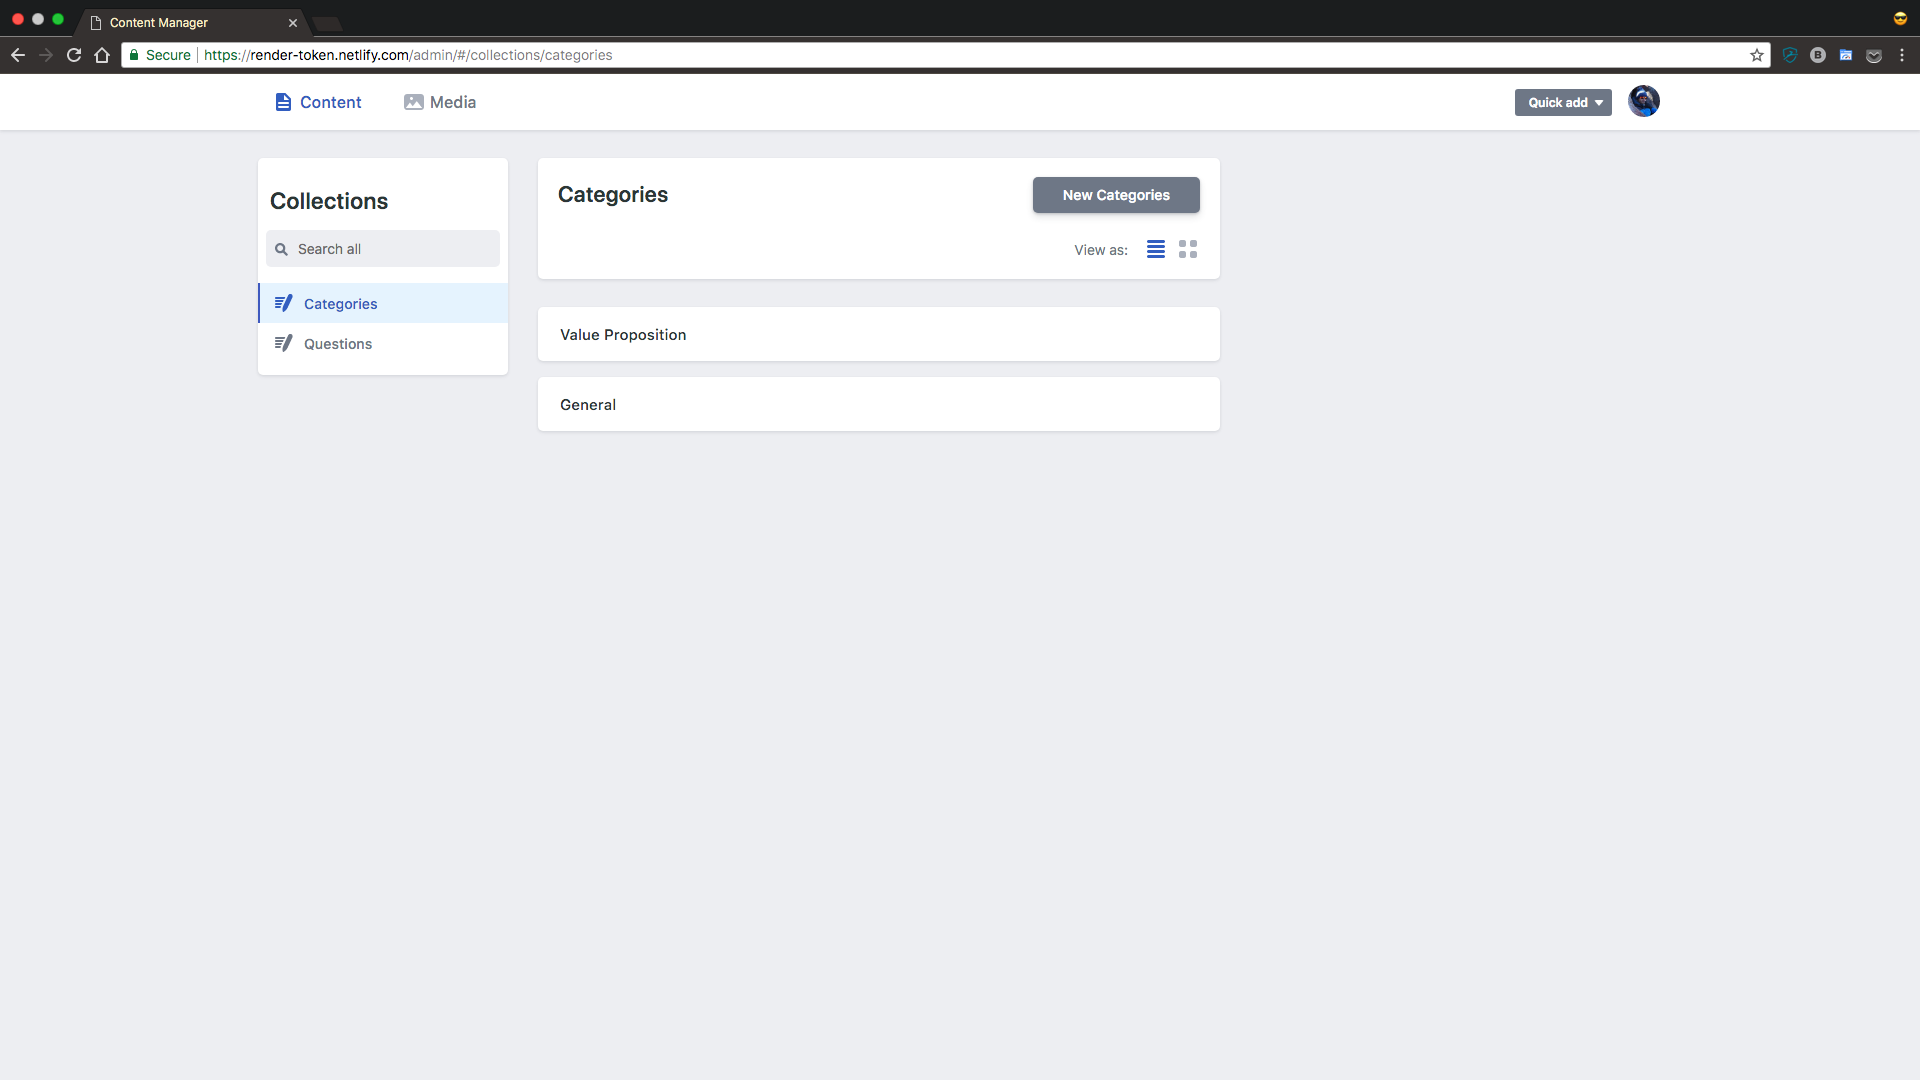 Content Manager
Secure https://render-token.netlify.com/admin/#/collections/categories
B
Content Media Quick add
Collections
Search all
Categories
Questions
Categories
New Categories
View as:
Value Proposition
General